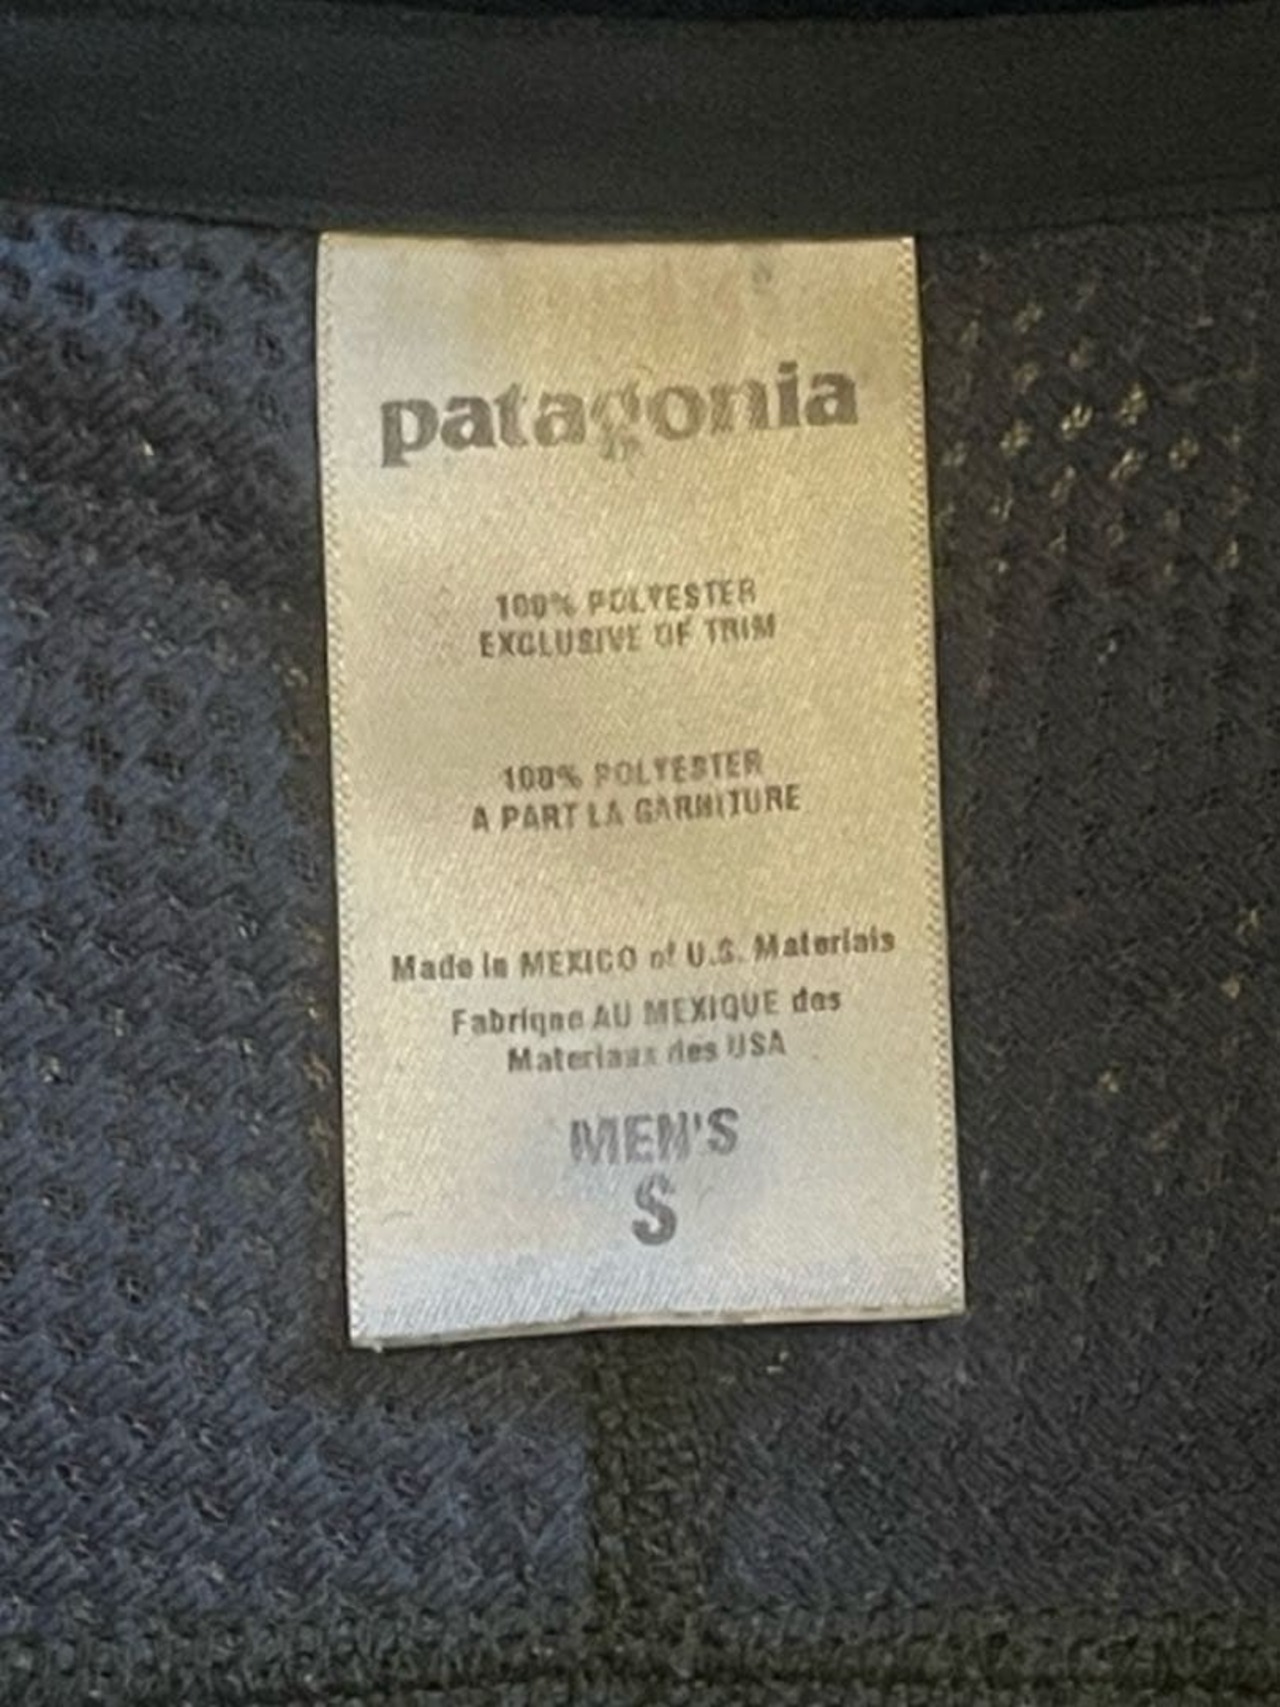 patagonia
100% POLYESTER
EXCLUSIVE OF TRIM
100% POLYESTER
A PART LA GARNITURE
Made in MEXICO of U.S. Materials
Fabrique AU MEXIQUE des
Materiaux des USA
MEN'S
S